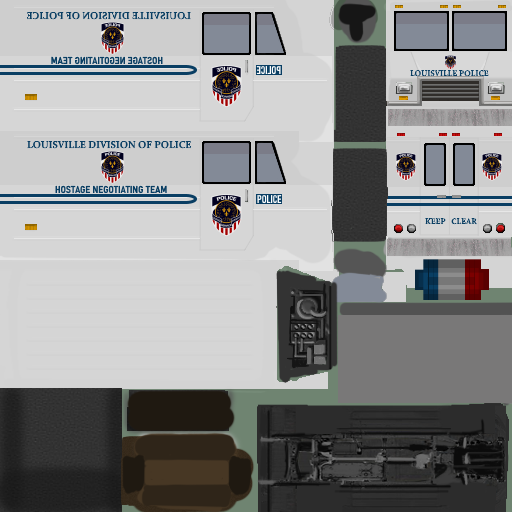 LOUISVILLE DIVISION OF POLICE
POLICE
HOSTAGE NEGOTIATING TEAM
POLICE
LOUISVILLE POLICE
LOUISVILLE DIVISION OF POLICE
HOSTAGE NEGOTIATING TEAM
POLICE
POLICE
KEEP CLEAR